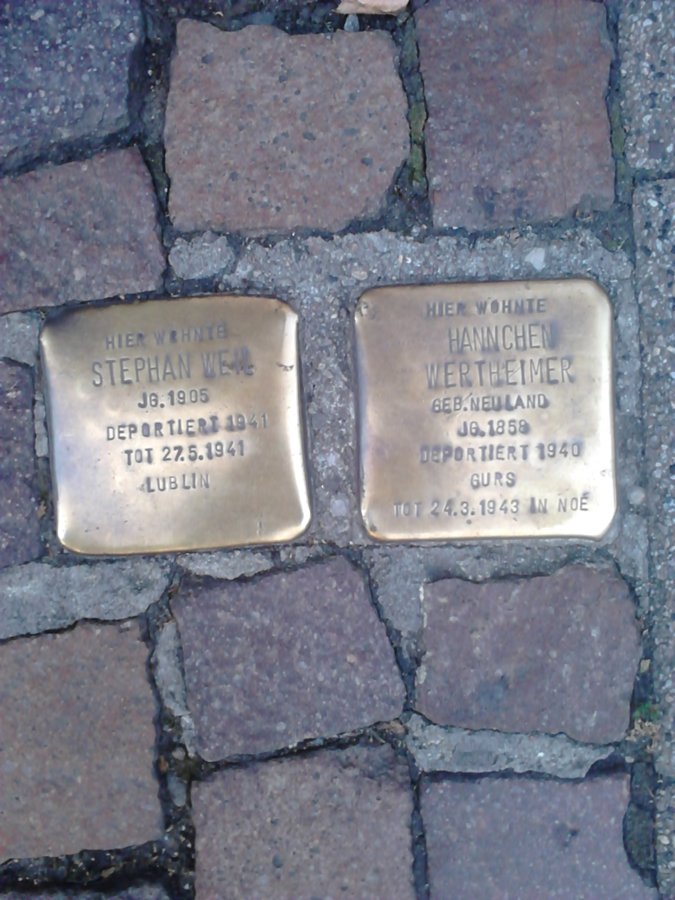 HIER WOHNTE
STEPHAN WEIL
JG. 1905
DEPORTIERT 1941
TOT 27.5.1941
LUBLIN
HIER WOHNTE
HANNCHEN
WERTHEIMER
GEB. NEULAND
JG. 1858
DEPORTIERT 1940
GURS
TOT 24.3.1943 IN NOÉ